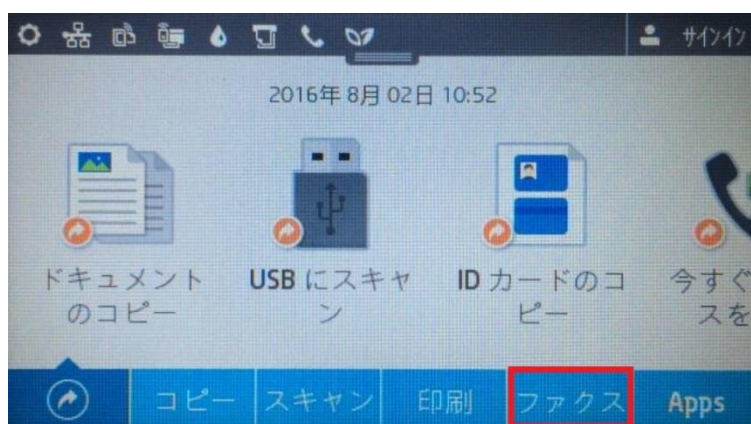 サインイン
2016年 8月 02日 10:52
ドキュメント
のコピー
USB にスキャ
ン
ID カードのコ
ピー
今すぐ
スを
コピー
スキャン
印刷
ファクス
Apps